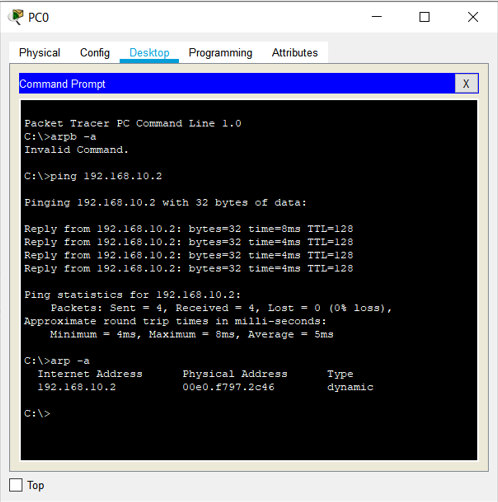 PC0
Physical Config Desktop Programming Attributes
Command Prompt X
Packet Tracer PC Command Line 1.0
C:\>arpb -a
Invalid Command.
C:\>ping 192.168.10.2
Pinging 192.168.10.2 with 32 bytes of data:
Reply from 192.168.10.2: bytes=32 time=8ms TTL=128
Reply from 192.168.10.2: bytes=32 time=4ms TTL=128
Reply from 192.168.10.2: bytes=32 time=4ms TTL=128
Reply from 192.168.10.2: bytes=32 time=4ms TTL=128
Ping statistics for 192.168.10.2:
Packets: Sent = 4, Received = 4, Lost = 0 (0% loss),
Approximate round trip times in milli-seconds:
Minimum = 4ms, Maximum = 8ms, Average = 5ms
C:\>arp -a
Internet Address Physical Address Type
192.168.10.2 00e0.f797.2c46 dynamic
C:\>
Top